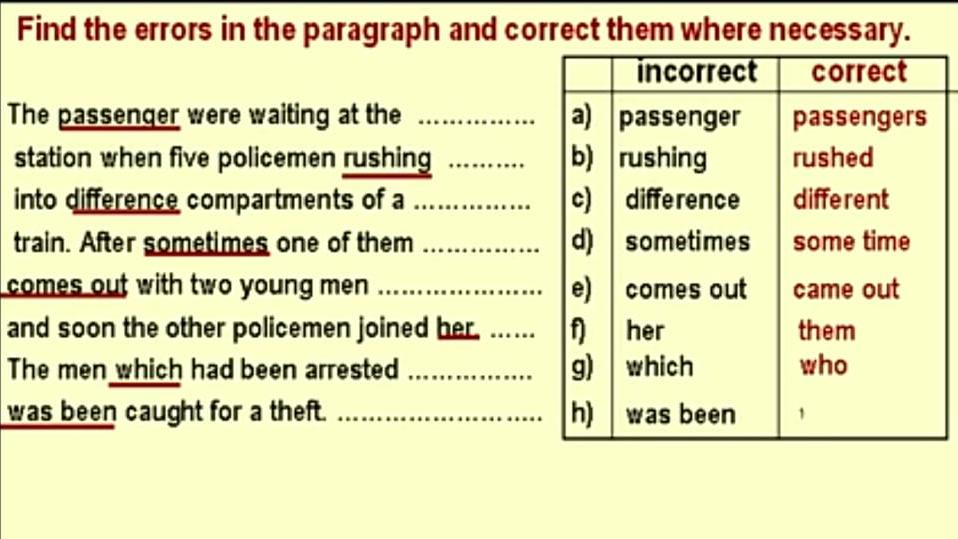 Find the errors in the paragraph and correct them where necessary.
incorrect correct
The passenger were waiting at the ............... a) passenger passengers
station when five policemen rushing .......... b) rushing rushed
into difference compartments of a ............... c) difference different
train. After sometimes one of them ............... d) sometimes some time
comes out with two young men ..................... e) comes out came out
and soon the other policemen joined her. ...... f) her them
The men which had been arrested ................ g) which who
was been caught for a theft. .......................... h) was been